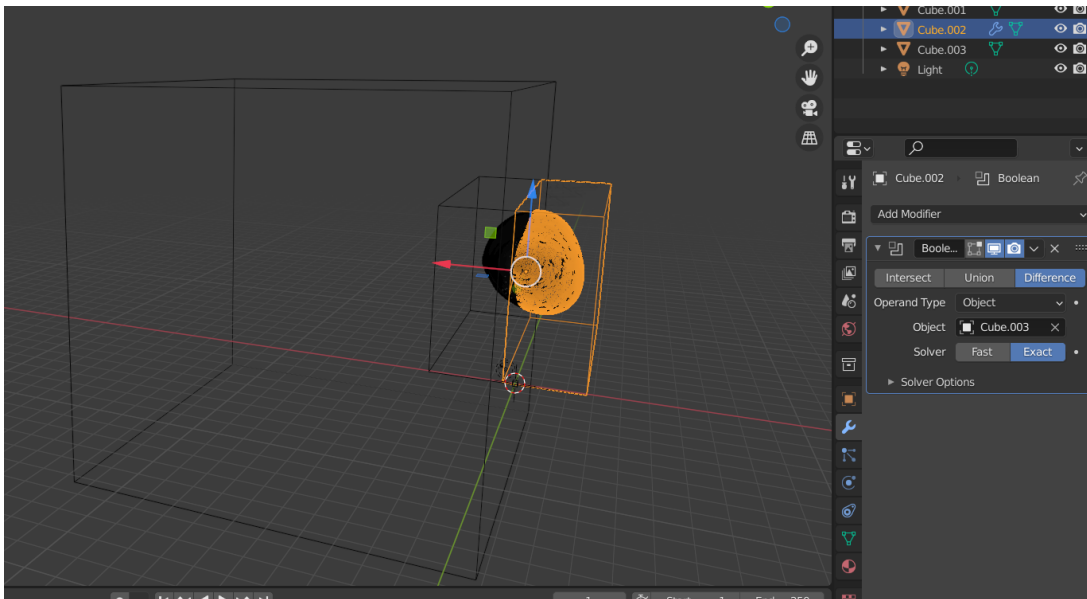 Cube.001
Cube.002
Cube.003
Light
Cube.002 Boolean
Add Modifier
Boole...
Intersect Union Difference
Operand Type Object
Object Cube.003
Solver Fast Exact
Solver Options